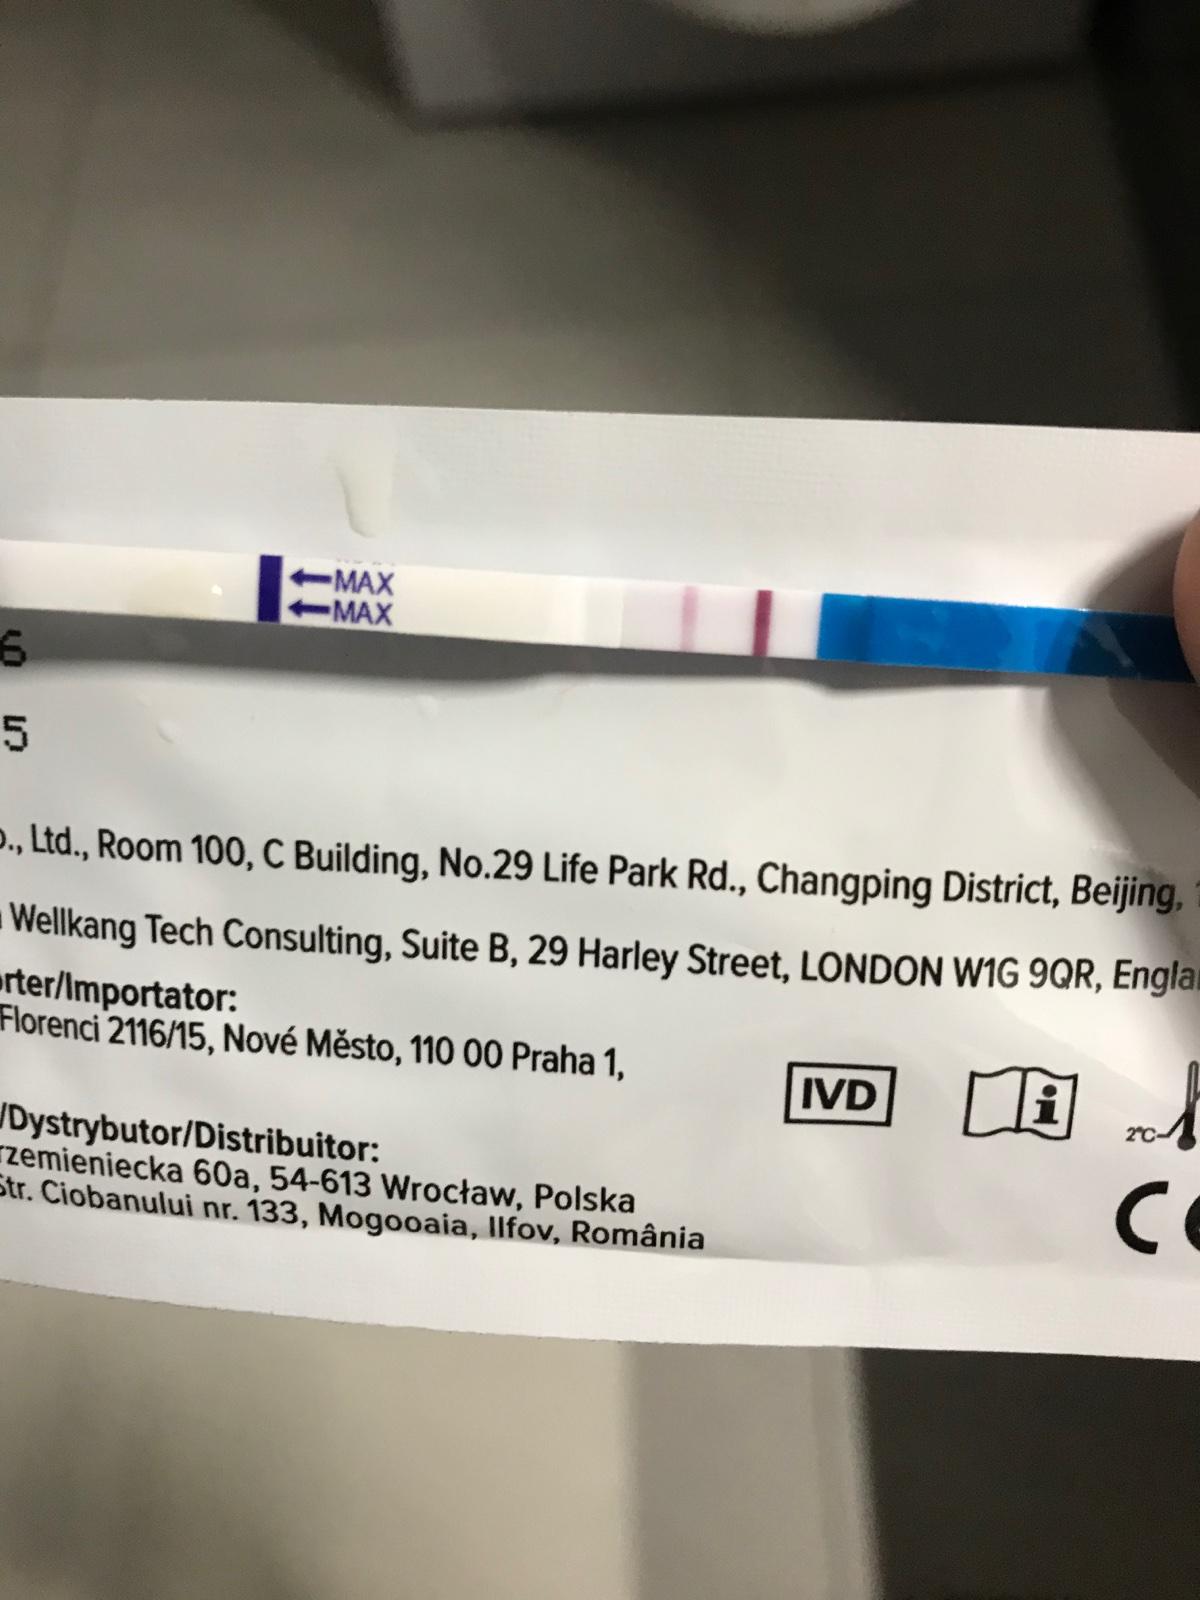 MAX
MAX
6
5
., Ltd., Room 100, C Building, No.29 Life Park Rd., Changping District, Beijing,
Wellkang Tech Consulting, Suite B, 29 Harley Street, LONDON W1G 9QR, Engla
rter/Importator:
Florenci 2116/15, Nové Město, 110 00 Praha 1,
IVD
i
2°C
/Dystrybutor/Distribuitor:
rzemieniecka 60a, 54-613 Wrocław, Polska
Str. Ciobanului nr. 133, Mogooaia, Ilfov, România
CE